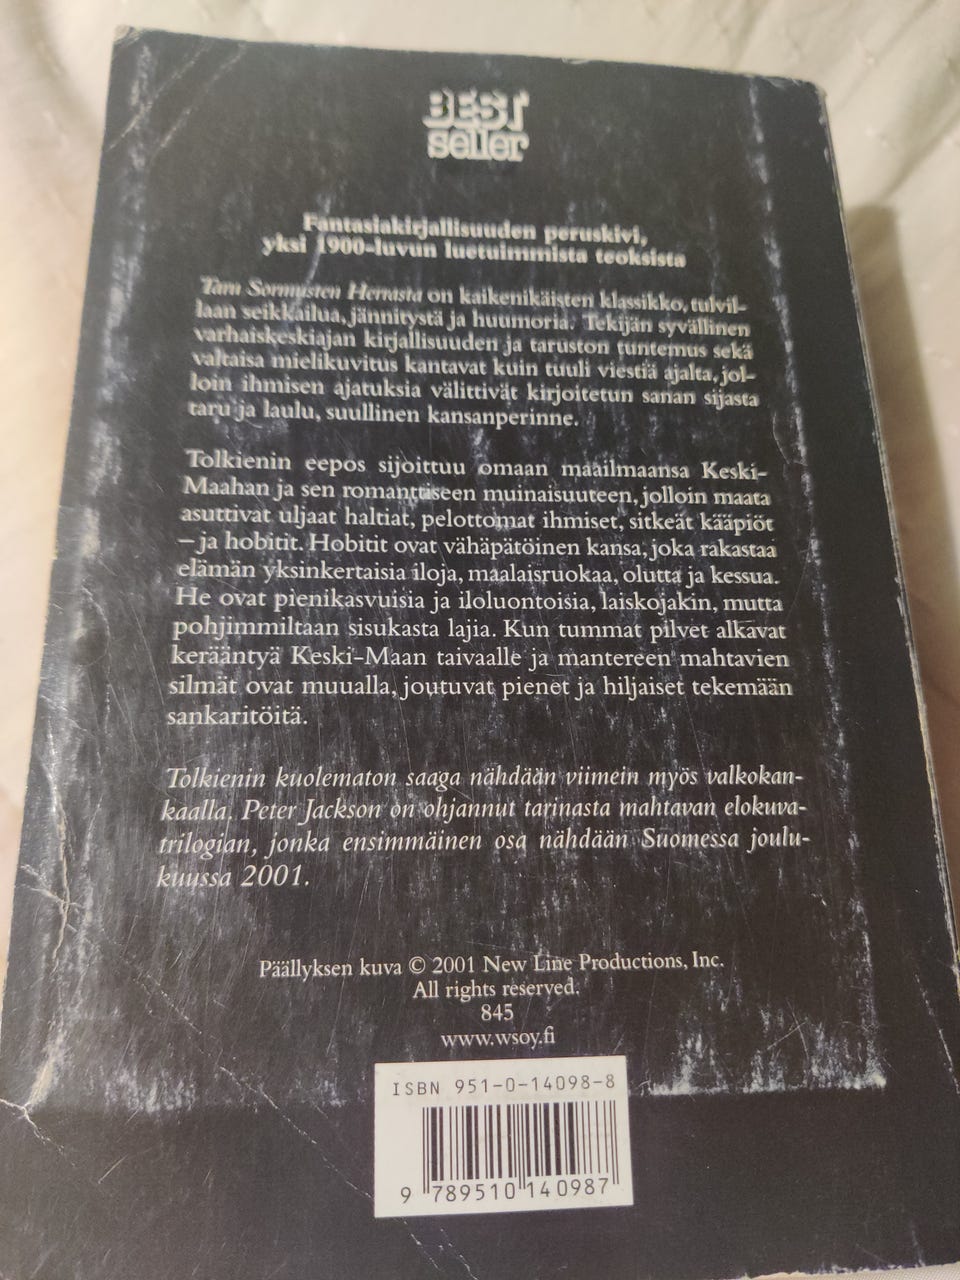 BEST
seller
Fantasiakirjallisuuden peruskivi,
yksi 1900-luvun luetuimmista teoksista
Taru Sormusten Herrasta on kaikenikäisten klassikko, tulvil-
laan seikkailua, jännitystä ja huumoria. Tekijän syvällinen
varhaiskeskiajan kirjallisuuden ja taruston tuntemus sekä
valtaisa mielikuvitus kantavat kuin tuuli viestiä ajalta, jol-
loin ihmisen ajatuksia välittivät kirjoitetun sanan sijasta
taru ja laulu, suullinen kansanperinne.
Tolkienin eepos sijoittuu omaan maailmaansa Keski-
Maahan ja sen romanttiseen muinaisuuteen, jolloin maata
asuttivat uljaat haltiat, pelottomat ihmiset, sitkeät kääpiöt
– ja hobitit. Hobitit ovat vähäpätöinen kansa, joka rakastaa
elämän yksinkertaisia iloja, maalaisruokaa, olutta ja kessua.
He ovat pienikasvuisia ja iloluontoisia, laiskojakin, mutta
pohjimmiltaan sisukasta lajia. Kun tummat pilvet alkavat
kerääntyä Keski-Maan taivaalle ja mantereen mahtavien
silmät ovat muualla, joutuvat pienet ja hiljaiset tekemään
sankaritöitä.
Tolkienin kuolematon saaga nähdään viimein myös valkokan-
kaalla. Peter Jackson on ohjannut tarinasta mahtavan elokuva-
trilogian, jonka ensimmäinen osa nähdään Suomessa joulu-
kuussa 2001.
Päällyksen kuva © 2001 New Line Productions, Inc.
All rights reserved.
845
www.wsoy.fi
ISBN 951-0-14098-8
9 789510 140987